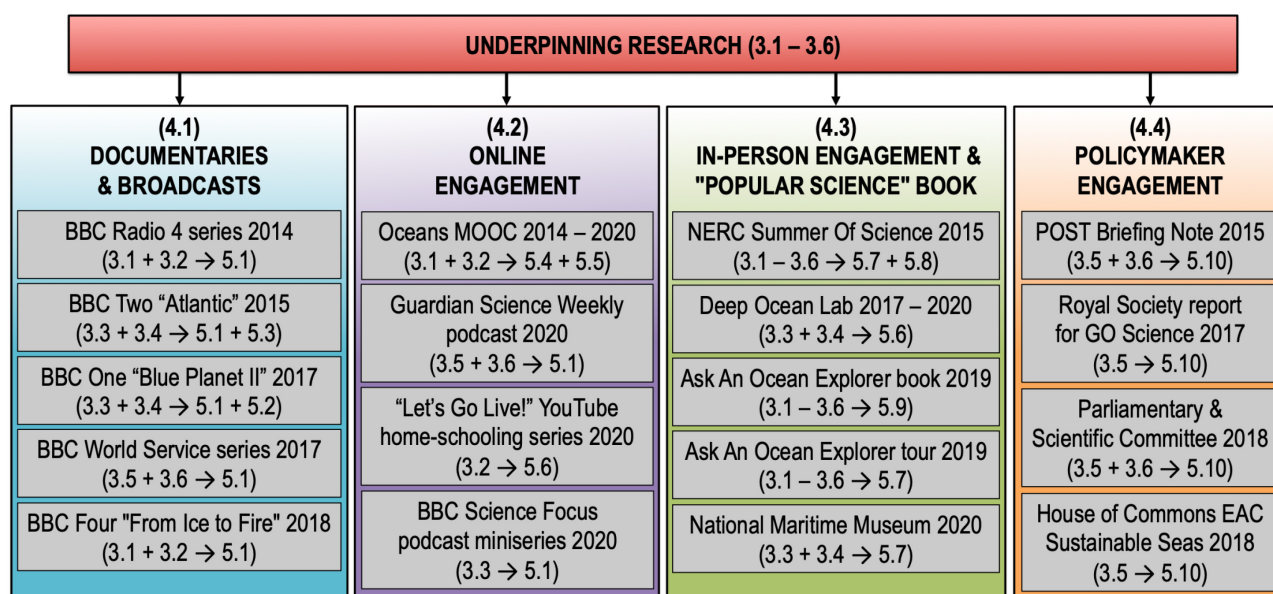 UNDERPINNING RESEARCH (3.1 – 3.6)
(4.1)
DOCUMENTARIES
& BROADCASTS
BBC Radio 4 series 2014
(3.1 + 3.2 → 5.1)
BBC Two “Atlantic” 2015
(3.3 + 3.4 → 5.1 + 5.3)
BBC One “Blue Planet II” 2017
(3.3 + 3.4 → 5.1 + 5.2)
BBC World Service series 2017
(3.5 + 3.6 → 5.1)
BBC Four "From Ice to Fire" 2018
(3.1 + 3.2 → 5.1)
(4.2)
ONLINE
ENGAGEMENT
Oceans MOOC 2014 – 2020
(3.1 + 3.2 → 5.4 + 5.5)
Guardian Science Weekly
podcast 2020
(3.5 + 3.6 → 5.1)
“Let’s Go Live!” YouTube
home-schooling series 2020
(3.2 → 5.6)
BBC Science Focus
podcast miniseries 2020
(3.3 → 5.1)
(4.3)
IN-PERSON ENGAGEMENT &
"POPULAR SCIENCE" BOOK
NERC Summer Of Science 2015
(3.1 – 3.6 → 5.7 + 5.8)
Deep Ocean Lab 2017 – 2020
(3.3 + 3.4 → 5.6)
Ask An Ocean Explorer book 2019
(3.1 – 3.6 → 5.9)
Ask An Ocean Explorer tour 2019
(3.1 – 3.6 → 5.7)
National Maritime Museum 2020
(3.3 + 3.4 → 5.7)
(4.4)
POLICYMAKER
ENGAGEMENT
POST Briefing Note 2015
(3.5 + 3.6 → 5.10)
Royal Society report
for GO Science 2017
(3.5 → 5.10)
Parliamentary &
Scientific Committee 2018
(3.5 + 3.6 → 5.10)
House of Commons EAC
Sustainable Seas 2018
(3.5 → 5.10)